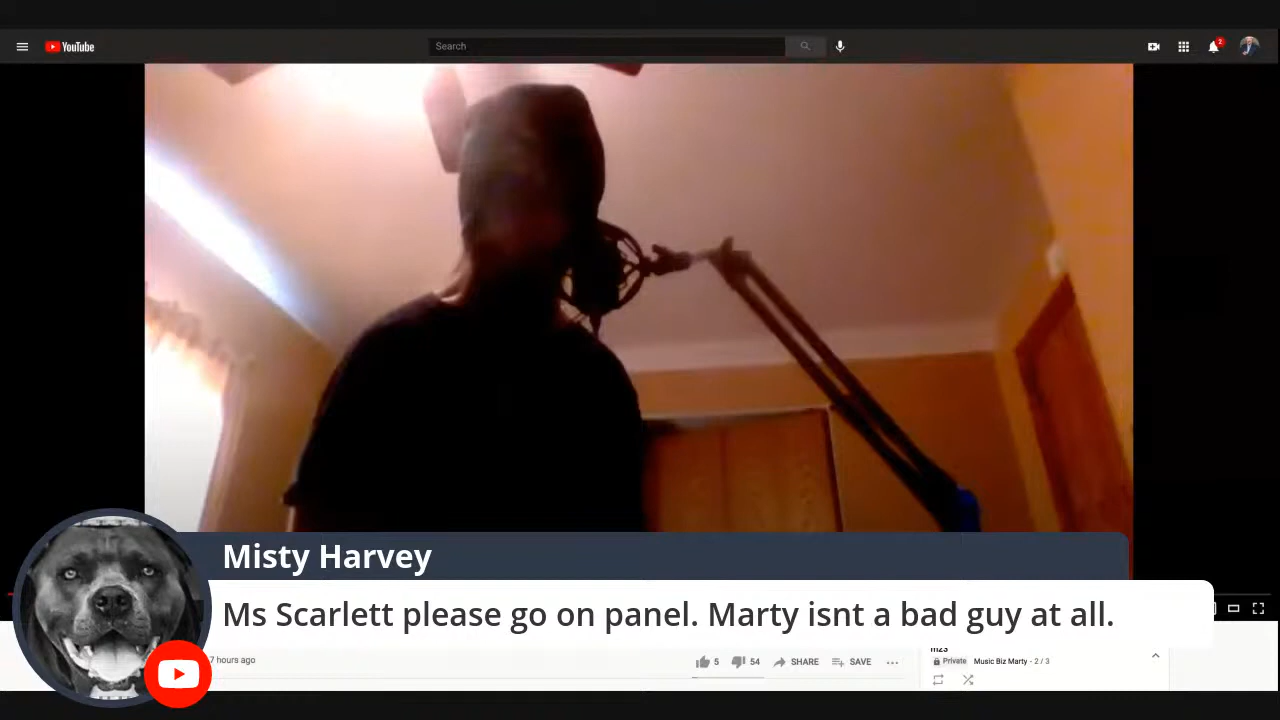 YouTube
Search
2
Misty Harvey
Ms Scarlett please go on panel. Marty isnt a bad guy at all.
7 hours ago
5
54
SHARE
SAVE
Private Music Biz Marty - 2 / 3